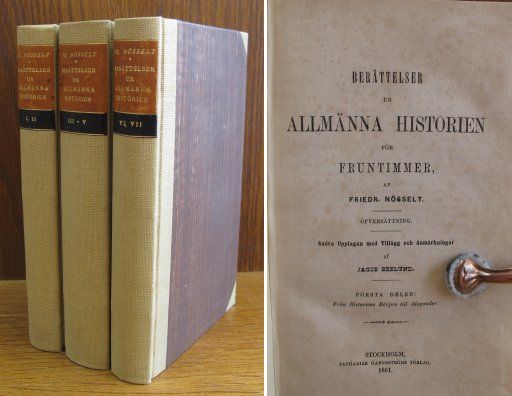 FR. NÖSSELT
BERÄTTELSER
UR
ALLMÄNNA
HISTORIEN
I, II
FR. NÖSSELT
BERÄTTELSER
UR
ALLMÄNNA
HISTORIEN
III - V
FR. NÖSSELT
BERÄTTELSER
UR
ALLMÄNNA
HISTORIEN
VI, VII
BERÄTTELSER
UR
ALLMÄNNA HISTORIEN
FÖR
FRUNTIMMER,
AF
FRIEDR. NÖSSELT.
ÖFVERSÄTTNING.
Andra Upplagan med Tillägg och Anmärkningar
af
JACOB EKELUND.
FÖRSTA DELEN:
Från Historiens Början till Alexander.
STOCKHOLM,
ZACHARIAS HÆGGSTRÖMS FÖRLAG,
1861.